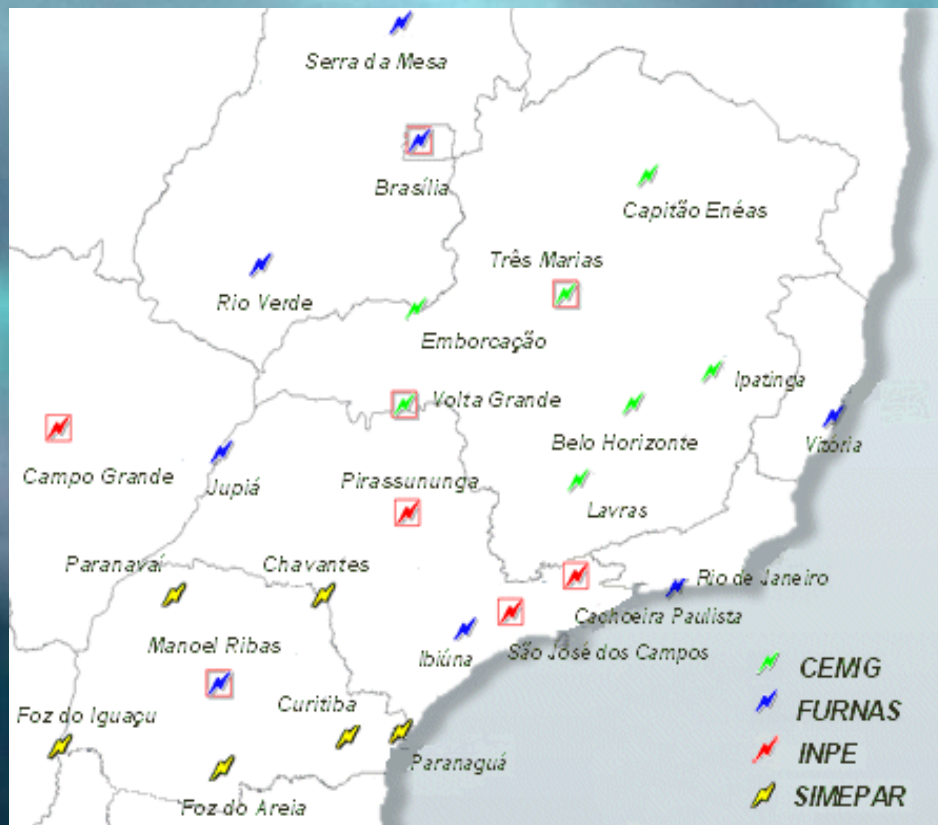 Serra da Mesa
Brasília
Capitão Enéas
Três Marias
Rio Verde
Emborcação
Ipatinga
Volta Grande
Belo Horizonte
Vitória
Campo Grande
Jupiá
Pirassununga
Lavras
Paranavaí
Chavantes
Rio de Janeiro
Cachoeira Paulista
Manoel Ribas
Ibiúna
São José dos Campos
CEMIG
Foz do Iguaçu
Curitiba
FURNAS
INPE
Paranaguá
Foz do Areia
SIMEPAR